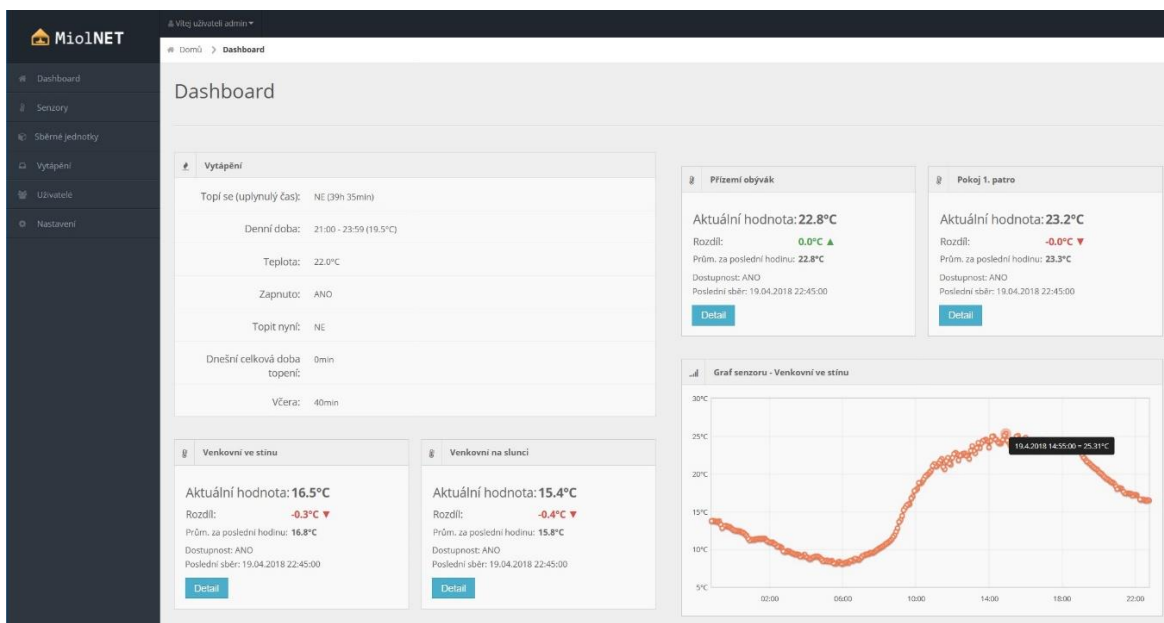 MiolNET
Vítej uživateli admin
Domů > Dashboard
Dashboard
Senzory
Sběrné jednotky
Vytápění
Uživatelé
Nastavení
Dashboard
Vytápění
Topí se (uplynulý čas): NE (39h 35min)
Denní doba: 21:00 - 23:59 (19.5°C)
Teplota: 22.0°C
Zapnuto: ANO
Topit nyní: NE
Dnešní celková doba 0min
topení:
Včera: 40min
Venkovní ve stínu
Aktuální hodnota: 16.5°C
Rozdíl: -0.3°C ▼
Prům. za poslední hodinu: 16.8°C
Dostupnost: ANO
Poslední sběr: 19.04.2018 22:45:00
Detail
Venkovní na slunci
Aktuální hodnota: 15.4°C
Rozdíl: -0.4°C ▼
Prům. za poslední hodinu: 15.8°C
Dostupnost: ANO
Poslední sběr: 19.04.2018 22:45:00
Detail
Přízemí obývák
Aktuální hodnota: 22.8°C
Rozdíl: 0.0°C ▲
Prům. za poslední hodinu: 22.8°C
Dostupnost: ANO
Poslední sběr: 19.04.2018 22:45:00
Detail
Pokoj 1. patro
Aktuální hodnota: 23.2°C
Rozdíl: -0.0°C ▼
Prům. za poslední hodinu: 23.3°C
Dostupnost: ANO
Poslední sběr: 19.04.2018 22:45:00
Detail
Graf senzoru - Venkovní ve stínu
30°C
25°C
19.4.2018 14:55:00 = 25.31°C
20°C
15°C
10°C
5°C
02:00 06:00 10:00 14:00 18:00 22:00